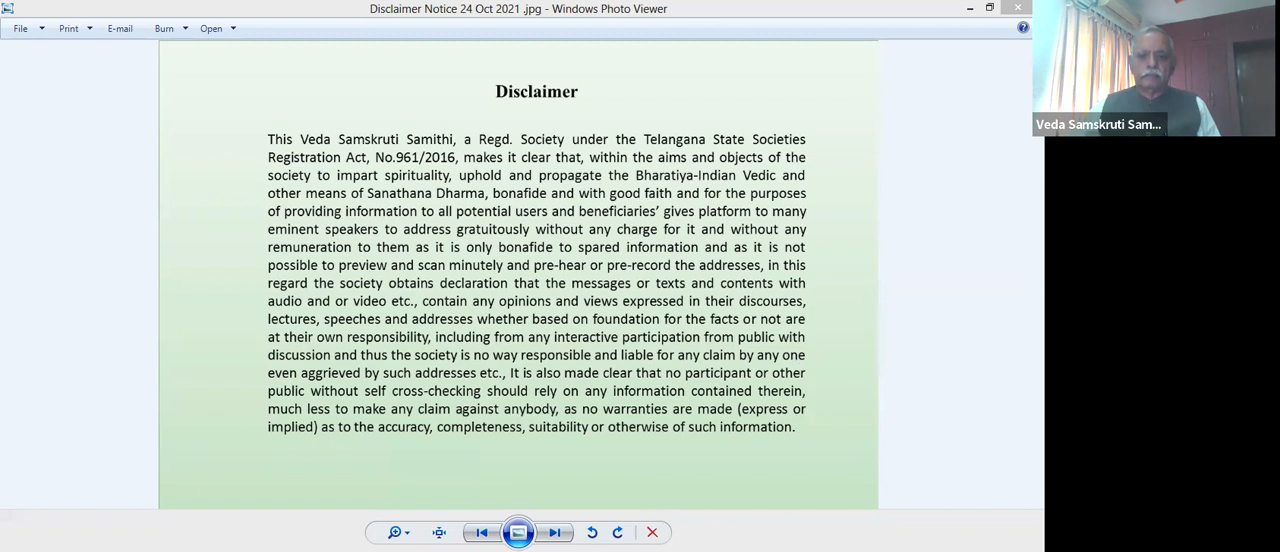 Disclaimer Notice 24 Oct 2021 .jpg - Windows Photo Viewer
File Print E-mail Burn Open
Veda Samskruti Sam...
Disclaimer
This Veda Samskruti Samithi, a Regd. Society under the Telangana State Societies
Registration Act, No.961/2016, makes it clear that, within the aims and objects of the
society to impart spirituality, uphold and propagate the Bharatiya-Indian Vedic and
other means of Sanathana Dharma, bonafide and with good faith and for the purposes
of providing information to all potential users and beneficiaries' gives platform to many
eminent speakers to address gratuitously without any charge for it and without any
remuneration to them as it is only bonafide to spared information and as it is not
possible to preview and scan minutely and pre-hear or pre-record the addresses, in this
regard the society obtains declaration that the messages or texts and contents with
audio and or video etc., contain any opinions and views expressed in their discourses,
lectures, speeches and addresses whether based on foundation for the facts or not are
at their own responsibility, including from any interactive participation from public with
discussion and thus the society is no way responsible and liable for any claim by any one
even aggrieved by such addresses etc., It is also made clear that no participant or other
public without self cross-checking should rely on any information contained therein,
much less to make any claim against anybody, as no warranties are made (express or
implied) as to the accuracy, completeness, suitability or otherwise of such information.